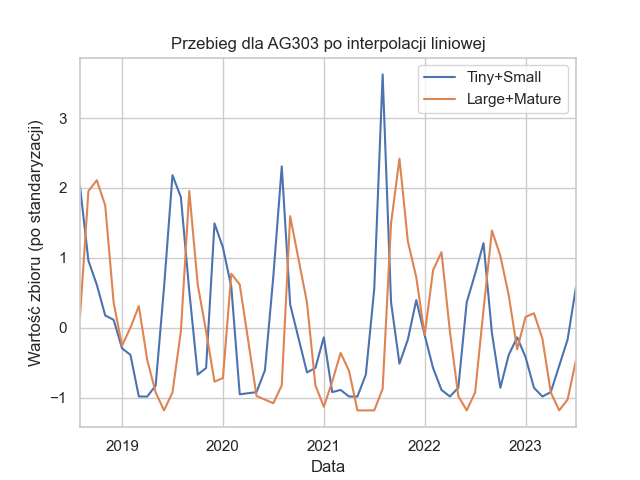 Przebieg dla AG303 po interpolacji liniowej
Tiny+Small
Large+Mature
Wartość zbioru (po standaryzacji)
3
2
1
0
−1
2019 2020 2021 2022 2023
Data